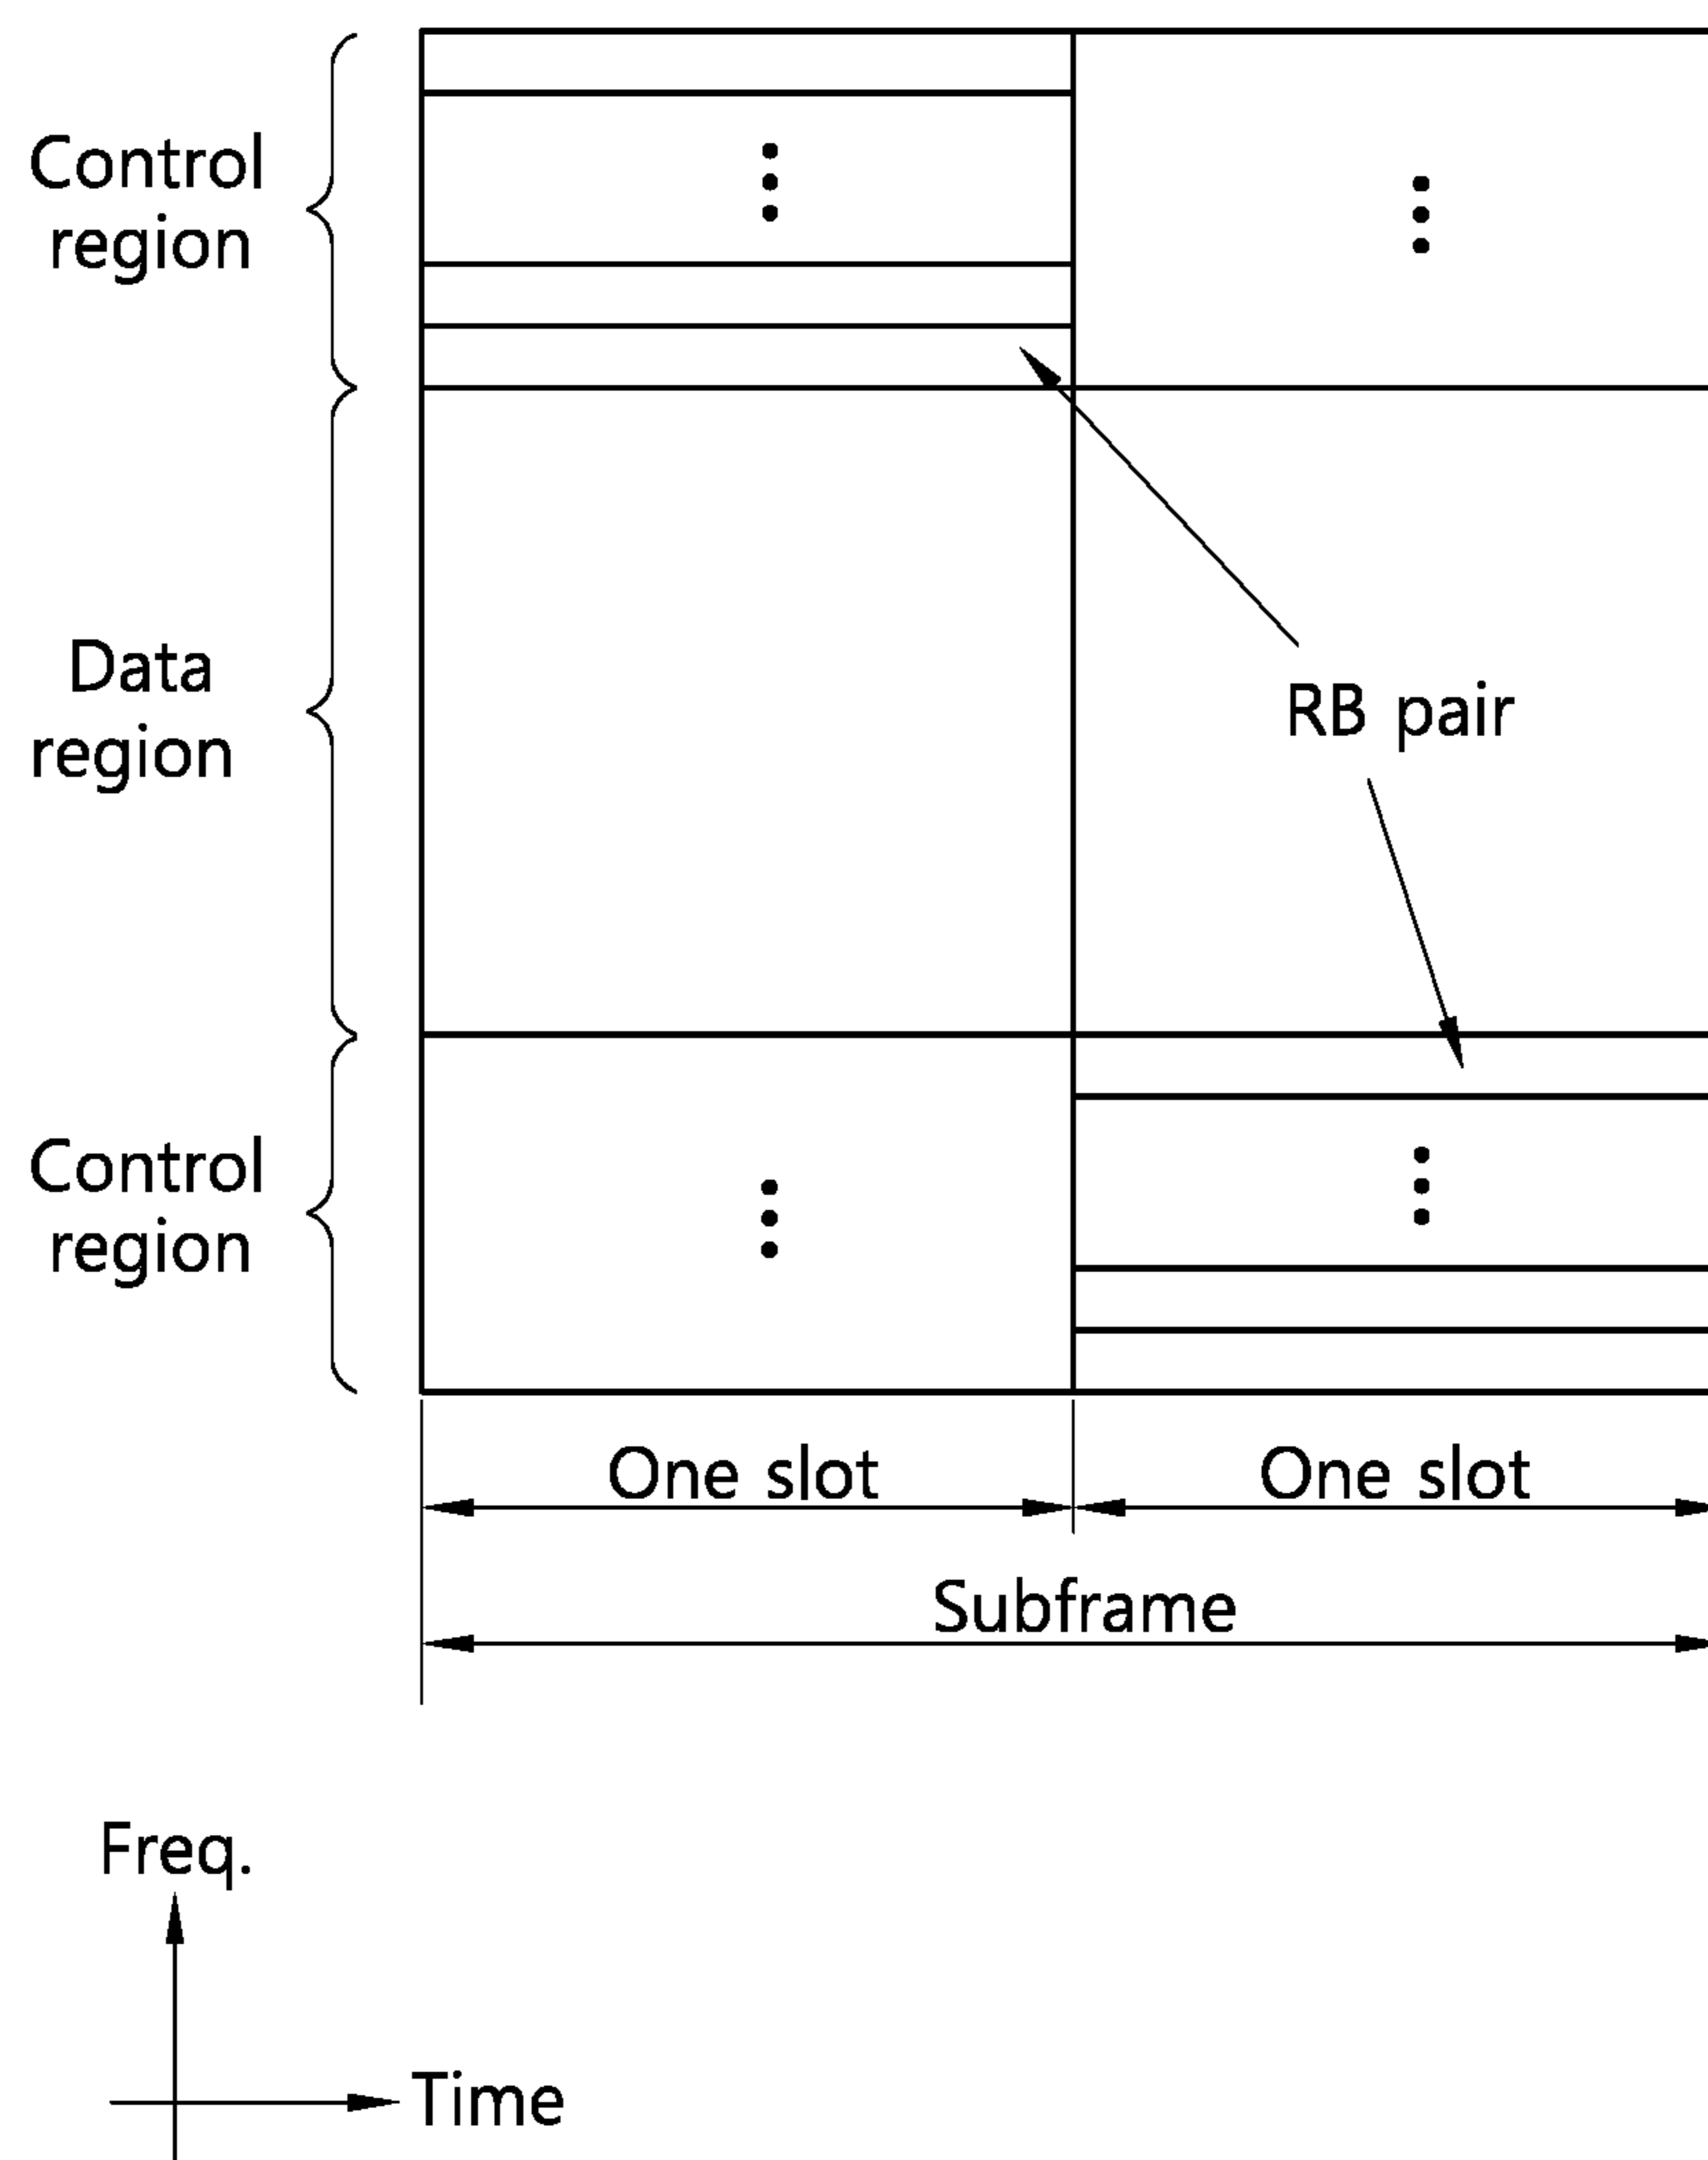 Control
region
Data
region
RB pair
Control
region
One slot
One slot
Subframe
Freq.
Time